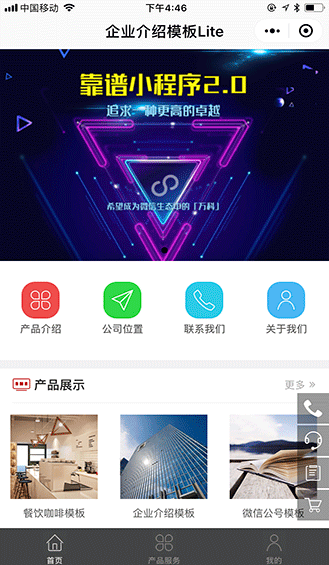 中国移动
下午4:46
企业介绍模板Lite
靠谱小程序2.0
追求一种更高的卓越
希望成为微信生态中的「万科」
产品介绍
公司位置
联系我们
关于我们
产品展示
更多 »
餐饮咖啡模板
企业介绍模板
微信公号模板
首页
产品服务
我的